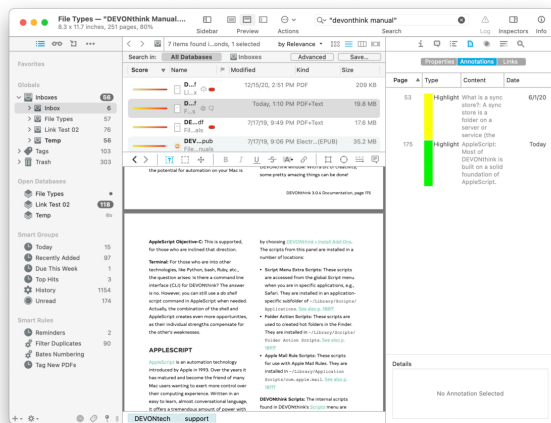 File Types — "DEVONthink Manual....
8.3 x 11.7 inches, 251 pages
Sidebar
Preview
Actions
"devonthink manual"
Search
Log
Inspectors
Info
7 items found i...onds, 1 selected
by Relevance
Search in:
All Databases
Unwatched
Advanced
Save...
Score
Name
Modified
Kind
Size
D...f
12/15/20, 2:51 PM PDF
209 KB
D...f
Today, 1:10 PM PDF+Text
19.8 MB
DE...df
7/17/19, 9:49 PM PDF+Text
17.6 MB
DEV...pub
7/17/19, 9:06 PM Electr...(EPUB)
35.2 MB
Favorites
Globals
Inboxes 56
Inbox 6
File Types 57
Link Test 02 76
Temp 56
Tags 103
Trash 303
Open Databases
File Types
Link Test 02 118
Temp
Smart Groups
Today 15
Recently Added 97
Due This Week 1
Top Hits 3
History 1154
Unread 174
Smart Rules
Reminders 2
Filter Duplicates 90
Bates Numbering
Tag New PDFs
the potential for automation on your Mac is
some pretty amazing things can be done!
DEVONthink 3.0.4 Documentation, page 175
AppleScript Objective-C: This is supported,
for those who are inclined that direction.
Terminal: For those who are into other
technologies, like Python, bash, Ruby, etc.,
the question arises: Is there a command line
interface (CLI) for DEVONthink? The answer
is no. However, you can still use a do shell
script command in AppleScript when needed.
Actually, the combination of the shell and
AppleScript creates even more opportunities,
as their individual strengths compensate for
the other's weaknesses.
APPLESCRIPT
AppleScript is an automation technology
introduced by Apple in 1993. Over the years it
has matured and become the friend of many
Mac users wanting to exert more control over
their computing experience. Written in an
easy to learn, almost conversational language,
it offers a tremendous amount of power with
by choosing DEVONthink > Install Add-Ons.
The scripts from this panel are installed in a
number of locations:
• Script Menu Extra Scripts: These scripts
are accessed from the global Script menu
when you are in specific applications, e.g.,
Safari. They are installed in an application-
specific subfolder of ~/Library/Scripts/
Applications. See also p. 189??
• Folder Action Scripts: These scripts are
used to created hot folders in the Finder.
They are installed in ~/Library/Scripts/
Folder Action Scripts. See also p.
189??
• Apple Mail Rule Scripts: These scripts
for use with Apple Mail Rules. They are
installed in ~/Library/Application
Scripts/com.apple.mail. See also p.
189??
DEVONthink Scripts: The internal scripts
found in DEVONthink's Scripts menu are
DEVONtech
support
Properties
Annotations
Links
Page
Type
Content
Date
53
Highlight
What is a sync
store?: A sync
store is a
folder on a
server or
service (the
6/1/20
175
Highlight
AppleScript:
Most of
DEVONthink is
built on a solid
foundation of
AppleScript.
Today
Details
No Annotation Selected